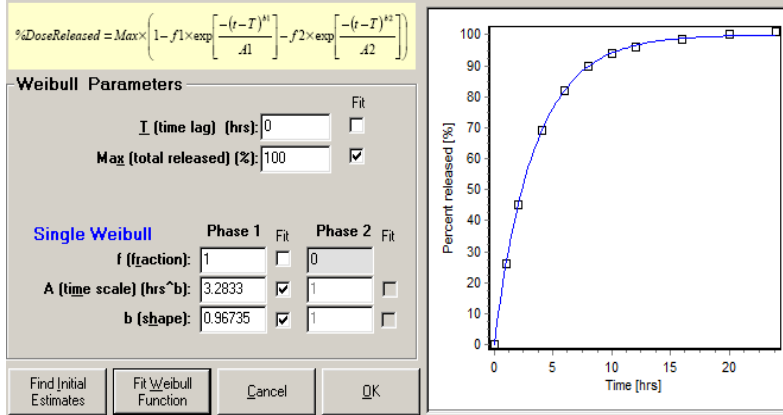 %DoseReleased = Max×(1−f1×exp[−(t−T)^b1/A1]−f2×exp[−(t−T)^b2/A2])
Weibull Parameters
Fit
T (time lag) (hrs): 0
Max (total released) (%): 100
Single Weibull Phase 1 Fit Phase 2 Fit
f (fraction): 1 0
A (time scale) (hrs^b): 3.2833 1
b (shape): 0.96735 1
Find Initial Estimates
Fit Weibull Function
Cancel
OK
Percent released [%]
100
90
80
70
60
50
40
30
20
10
0
0 5 10 15 20
Time [hrs]